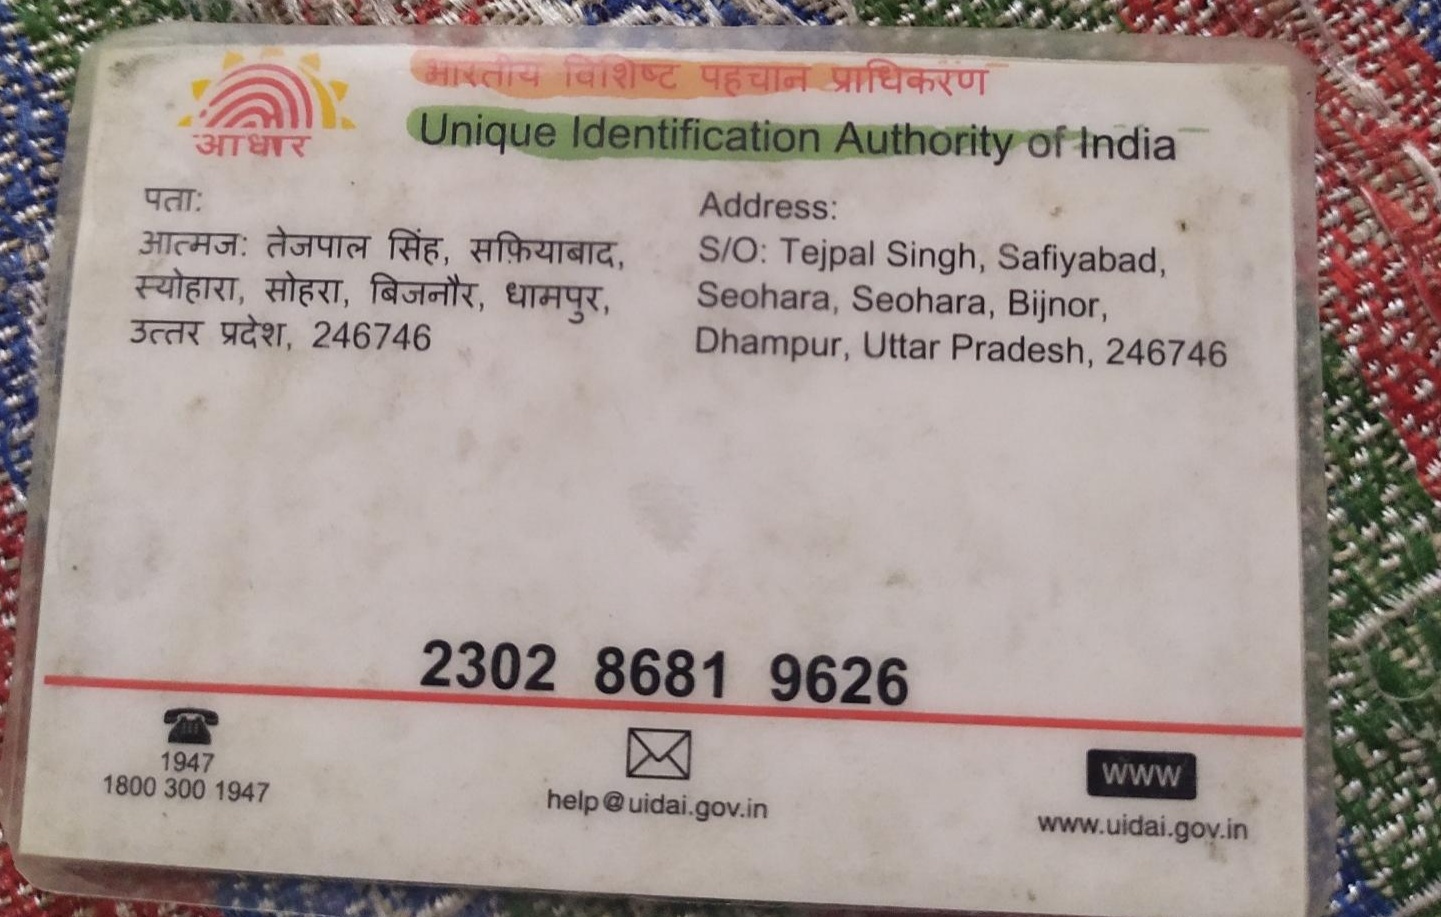 आधार
भारतीय विशिष्ट पहचान प्राधिकरण
Unique Identification Authority of India
पता:
आत्मज: तेजपाल सिंह, सफ़ियाबाद,
स्योहारा, सोहरा, बिजनौर, धामपुर,
उत्तर प्रदेश, 246746
Address:
S/O: Tejpal Singh, Safiyabad,
Seohara, Seohara, Bijnor,
Dhampur, Uttar Pradesh, 246746
2302 8681 9626
1947
1800 300 1947
help@uidai.gov.in
www
www.uidai.gov.in